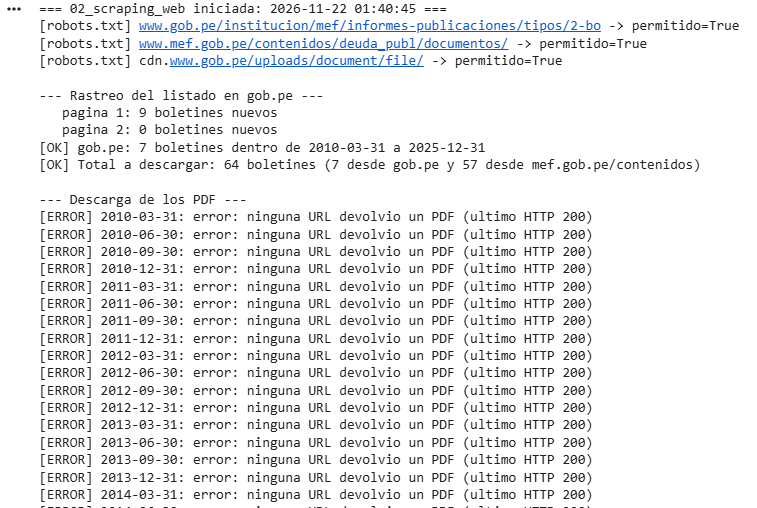 === 02_scraping_web iniciada: 2026-11-22 01:40:45 ===
[robots.txt] www.gob.pe/institucion/mef/informes-publicaciones/tipos/2-bo -> permitido=True
[robots.txt] www.mef.gob.pe/contenidos/deuda_publ/documentos/ -> permitido=True
[robots.txt] cdn.www.gob.pe/uploads/document/file/ -> permitido=True
--- Rastreo del listado en gob.pe ---
pagina 1: 9 boletines nuevos
pagina 2: 0 boletines nuevos
[OK] gob.pe: 7 boletines dentro de 2010-03-31 a 2025-12-31
[OK] Total a descargar: 64 boletines (7 desde gob.pe y 57 desde mef.gob.pe/contenidos)
--- Descarga de los PDF ---
[ERROR] 2010-03-31: error: ninguna URL devolvio un PDF (ultimo HTTP 200)
[ERROR] 2010-06-30: error: ninguna URL devolvio un PDF (ultimo HTTP 200)
[ERROR] 2010-09-30: error: ninguna URL devolvio un PDF (ultimo HTTP 200)
[ERROR] 2010-12-31: error: ninguna URL devolvio un PDF (ultimo HTTP 200)
[ERROR] 2011-03-31: error: ninguna URL devolvio un PDF (ultimo HTTP 200)
[ERROR] 2011-06-30: error: ninguna URL devolvio un PDF (ultimo HTTP 200)
[ERROR] 2011-09-30: error: ninguna URL devolvio un PDF (ultimo HTTP 200)
[ERROR] 2011-12-31: error: ninguna URL devolvio un PDF (ultimo HTTP 200)
[ERROR] 2012-03-31: error: ninguna URL devolvio un PDF (ultimo HTTP 200)
[ERROR] 2012-06-30: error: ninguna URL devolvio un PDF (ultimo HTTP 200)
[ERROR] 2012-09-30: error: ninguna URL devolvio un PDF (ultimo HTTP 200)
[ERROR] 2012-12-31: error: ninguna URL devolvio un PDF (ultimo HTTP 200)
[ERROR] 2013-03-31: error: ninguna URL devolvio un PDF (ultimo HTTP 200)
[ERROR] 2013-06-30: error: ninguna URL devolvio un PDF (ultimo HTTP 200)
[ERROR] 2013-09-30: error: ninguna URL devolvio un PDF (ultimo HTTP 200)
[ERROR] 2013-12-31: error: ninguna URL devolvio un PDF (ultimo HTTP 200)
[ERROR] 2014-03-31: error: ninguna URL devolvio un PDF (ultimo HTTP 200)